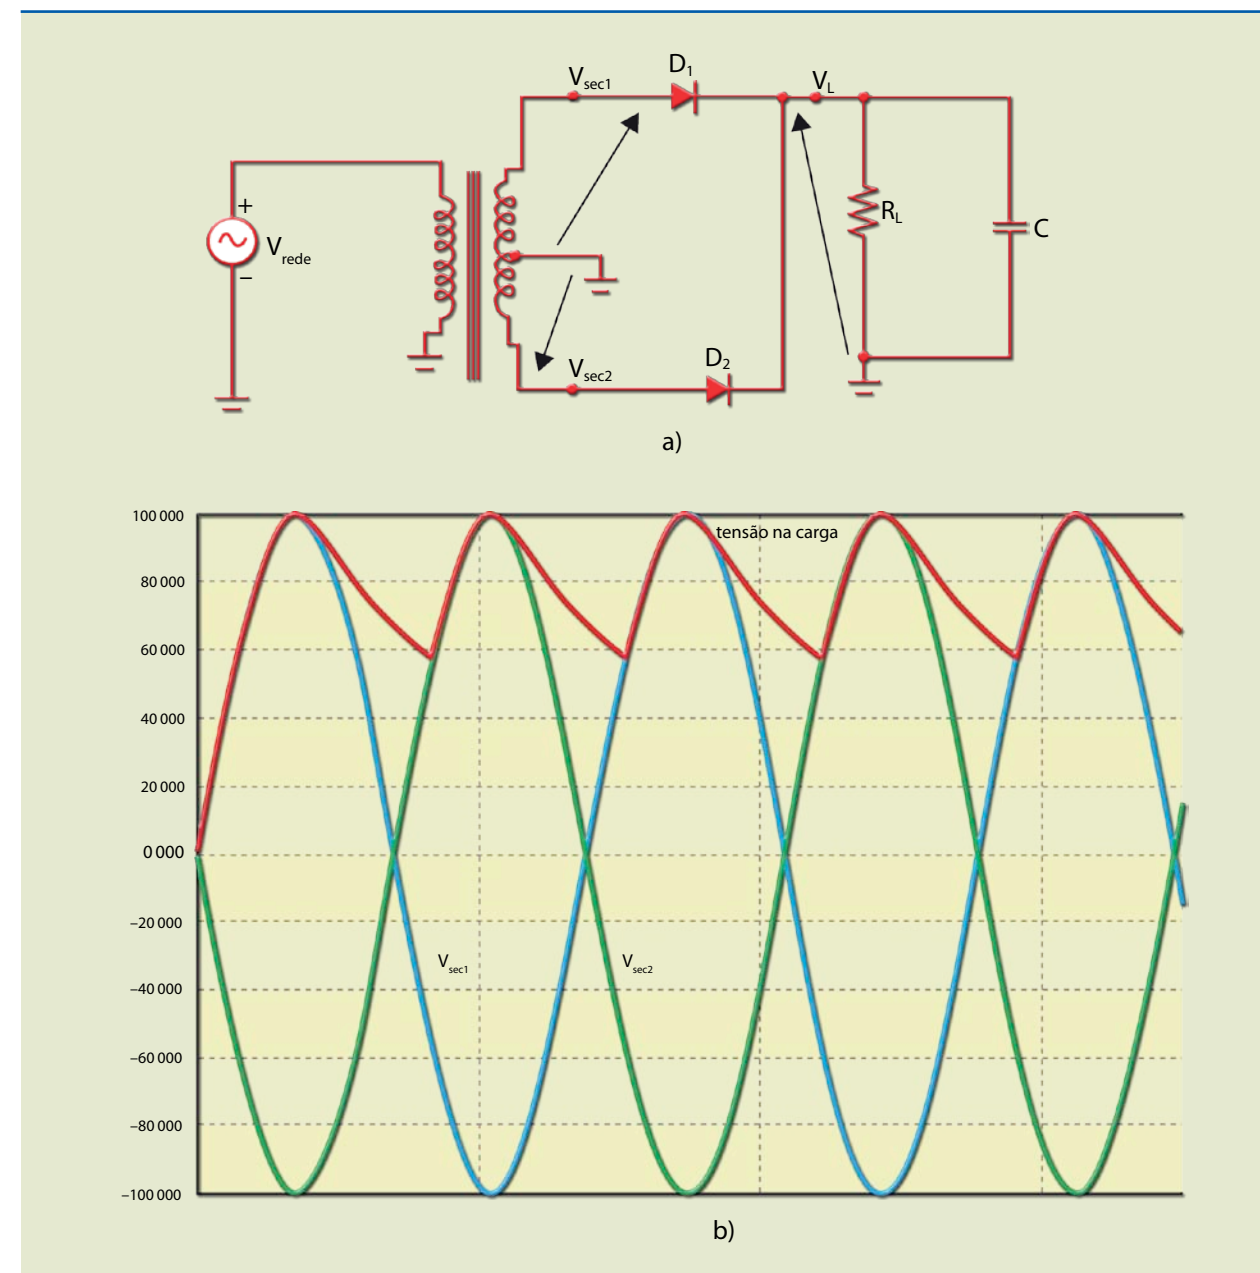 D1
Vsec1
VL
+
Vrede
–
RL
C
D2
Vsec2
a)
100 000
tensão na carga
80 000
60 000
40 000
20 000
0 000
–20 000
Vsec1
Vsec2
–40 000
–60 000
–80 000
–100 000
b)